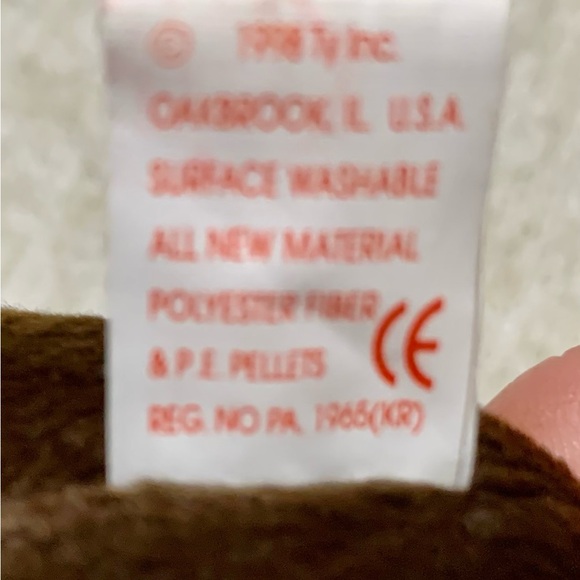 © 1998 Ty Inc.
OAKBROOK, IL. U.S.A.
SURFACE WASHABLE
ALL NEW MATERIAL
POLYESTER FIBER
& P.E. PELLETS CE
REG. NO PA. 1965(KR)